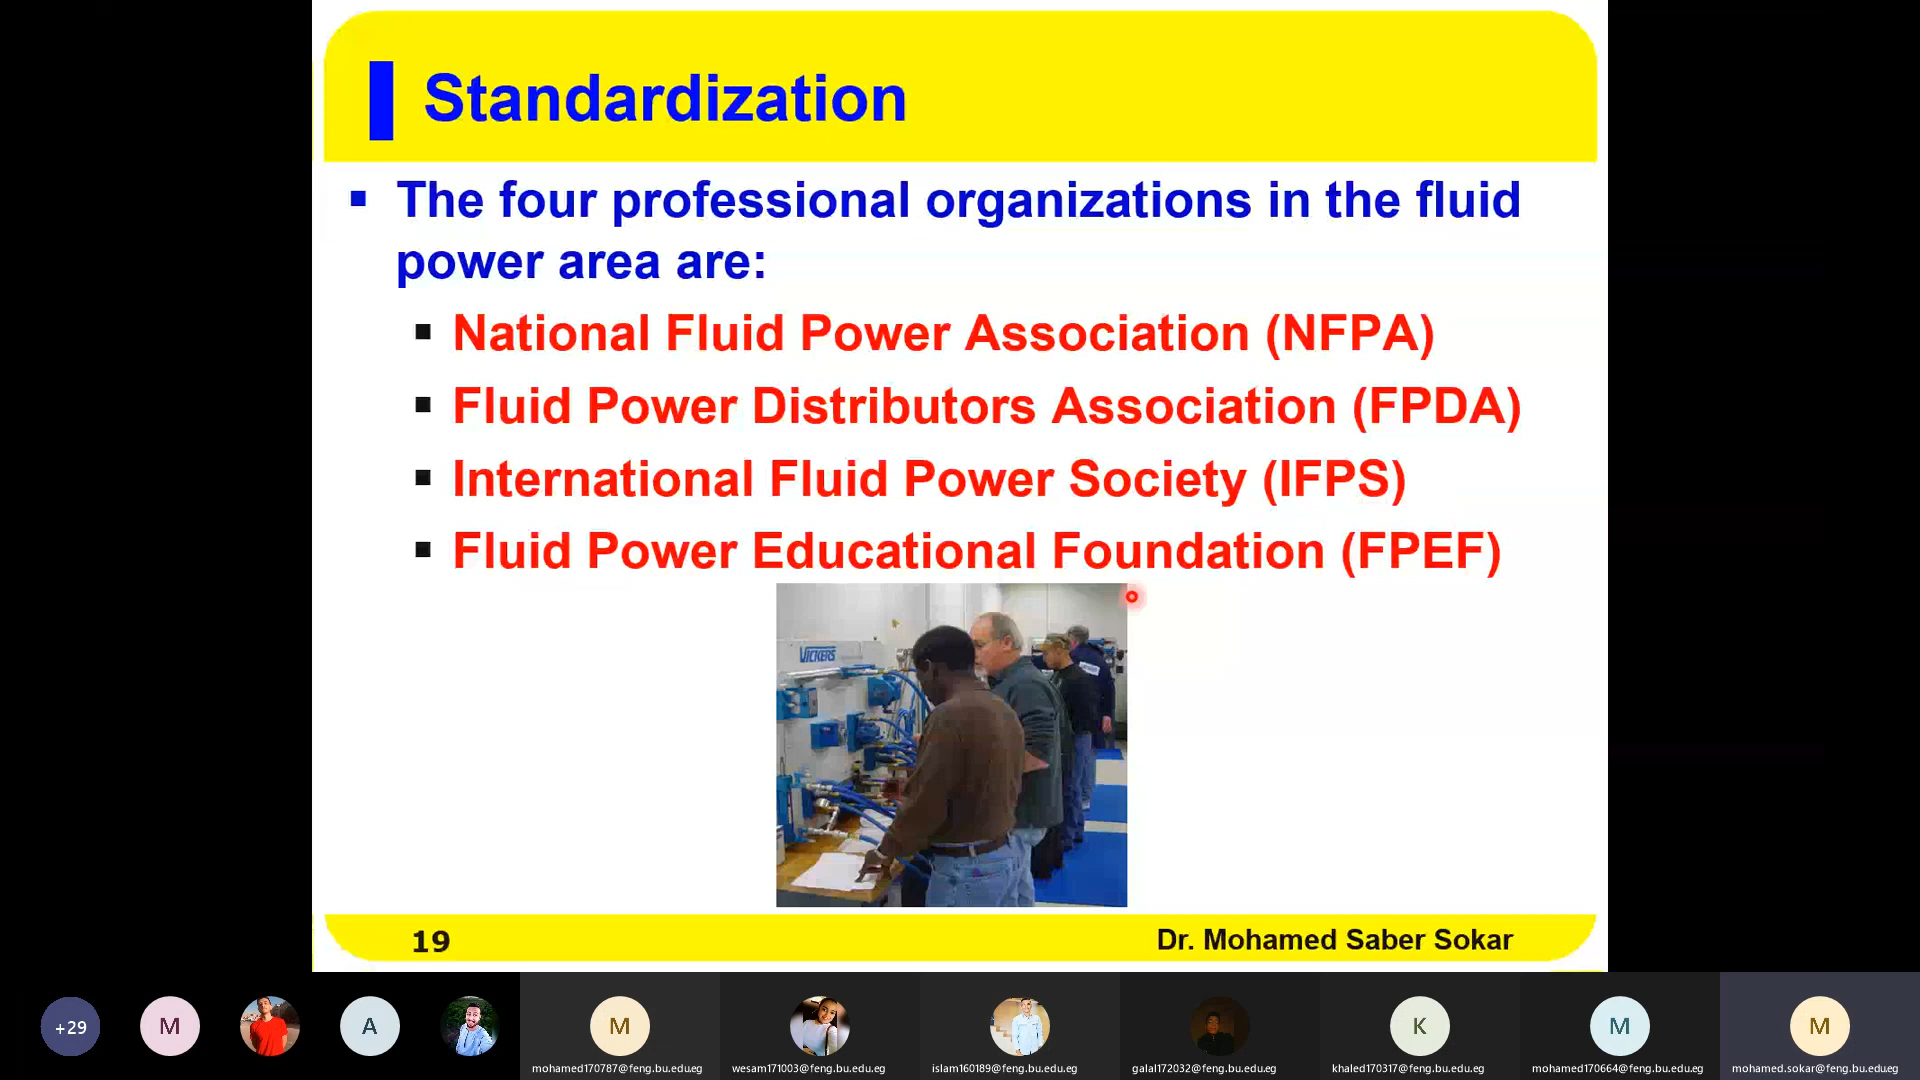 Standardization
▪ The four professional organizations in the fluid
power area are:
▪ National Fluid Power Association (NFPA)
▪ Fluid Power Distributors Association (FPDA)
▪ International Fluid Power Society (IFPS)
▪ Fluid Power Educational Foundation (FPEF)
VICKERS
19
Dr. Mohamed Saber Sokar
+29
M
A
M
K
M
M
mohamed170787@feng.bu.edu.eg
wesam171003@feng.bu.edu.eg
islam160189@feng.bu.edu.eg
galal172032@feng.bu.edu.eg
khaled170317@feng.bu.edu.eg
mohamed170664@feng.bu.edu.eg
mohamed.sokar@feng.bu.edu.eg